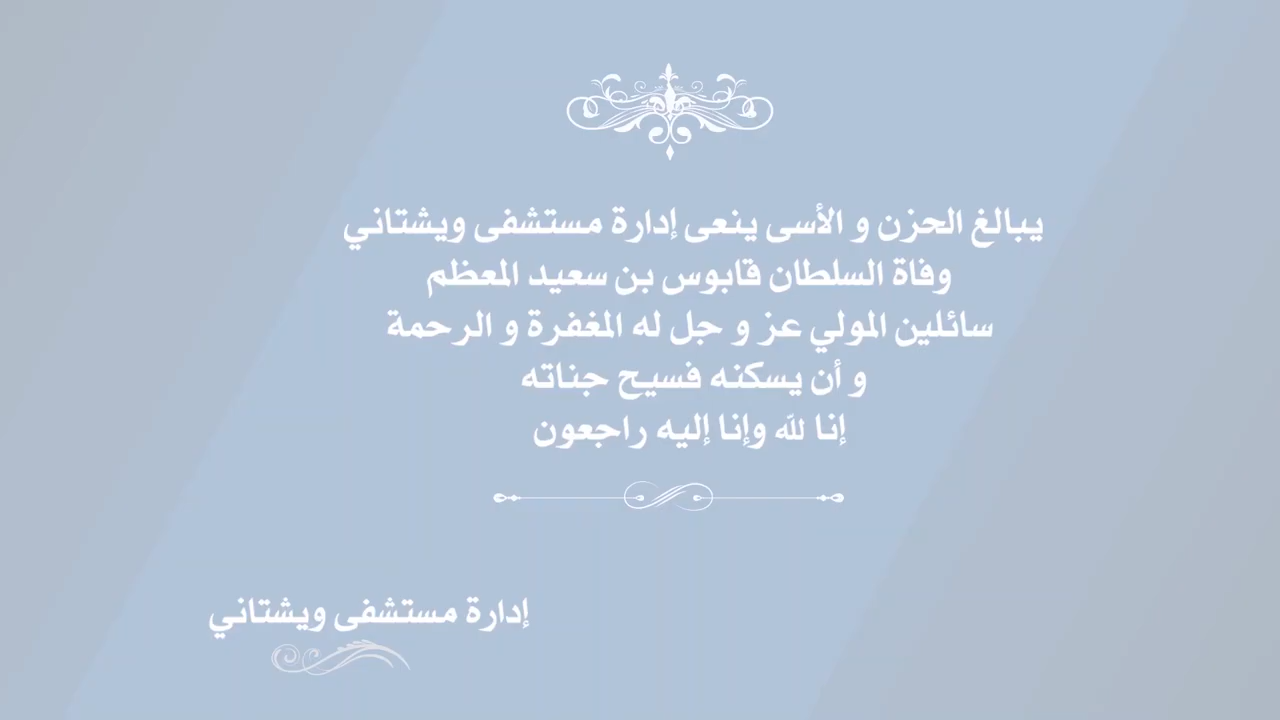 يبالغ الحزن و الأسى ينعى إدارة مستشفى ويشتاني
وفاة السلطان قابوس بن سعيد المعظم
سائلين المولي عز و جل له المغفرة و الرحمة
و أن يسكنه فسيح جناته
إنا لله وإنا إليه راجعون
إدارة مستشفى ويشتاني